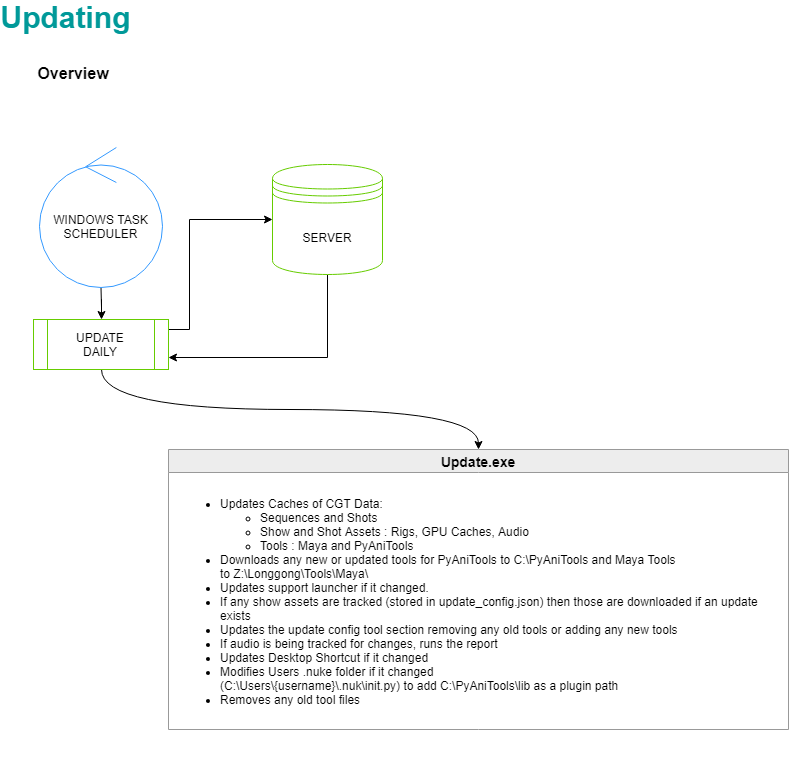 Updating
Overview
WINDOWS TASK
SCHEDULER
SERVER
UPDATE
DAILY
Update.exe
Updates Caches of CGT Data:
Sequences and Shots
Show and Shot Assets : Rigs, GPU Caches, Audio
Tools : Maya and PyAniTools
Downloads any new or updated tools for PyAniTools to C:\PyAniTools and Maya Tools
to Z:\Longgong\Tools\Maya\
Updates support launcher if it changed.
If any show assets are tracked (stored in update_config.json) then those are downloaded if an update
exists
Updates the update config tool section removing any old tools or adding any new tools
If audio is being tracked for changes, runs the report
Updates Desktop Shortcut if it changed
Modifies Users .nuke folder if it changed
(C:\Users\{username}\.nuk\init.py) to add C:\PyAniTools\lib as a plugin path
Removes any old tool files